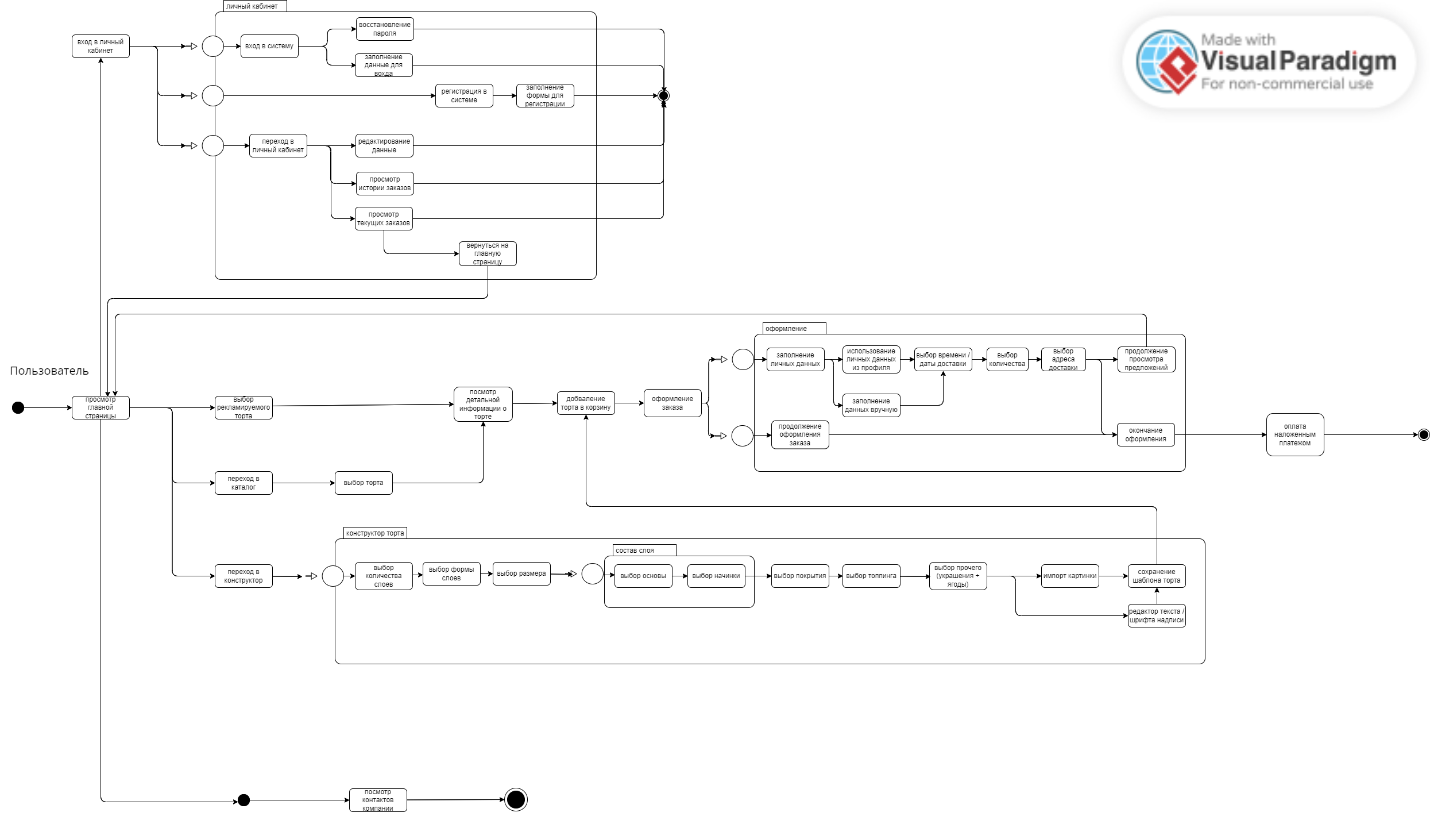 личный кабинет
вход в личный
кабинет
вход в систему
восстановление
пароля
заполнение
данные для
вохда
регистрация в
системе
заполнение
формы для
регистрации
переход в
личный кабинет
редактирование
данные
просмотр
истории заказов
просмотр
текущих заказов
вернуться на
главную
страницу
Made with
Visual Paradigm
For non-commercial use
Пользователь
просмотр
главной
страницы
выбор
рекламируемого
торта
посмотр
детальной
информации о
торте
добваление
торта в корзину
оформление
заказа
оформление
заполнение
личных данных
использование
личных данных
из профиля
выбор времени /
даты доставки
выбор
количества
выбор
адреса
доставки
продолжение
просмотра
предложений
заполнение
данных вручную
продолжение
оформления
заказа
окончание
оформления
оплата
наложенным
платежом
переход в
каталог
выбор торта
конструктор торта
переход в
конструктор
выбор
количества
слоев
выбор формы
слоев
выбор размера
состав слоя
выбор основы
выбор начинки
выбор покрытия
выбор топпинга
выбор прочего
(украшения +
ягоды)
импорт картинки
сохранение
шаблона торта
редактор текста /
шрифта надписи
посмотр
контактов
компании